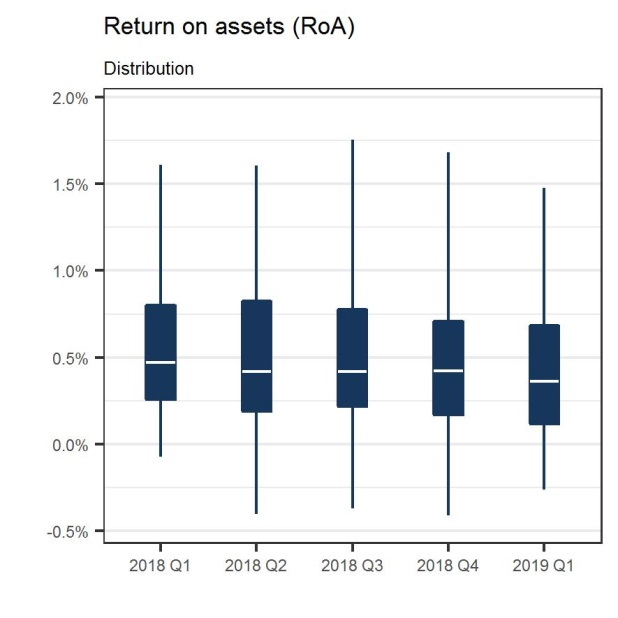 Return on assets (RoA)
Distribution
2.0%
1.5%
1.0%
0.5%
0.0%
-0.5%
2018 Q1 2018 Q2 2018 Q3 2018 Q4 2019 Q1